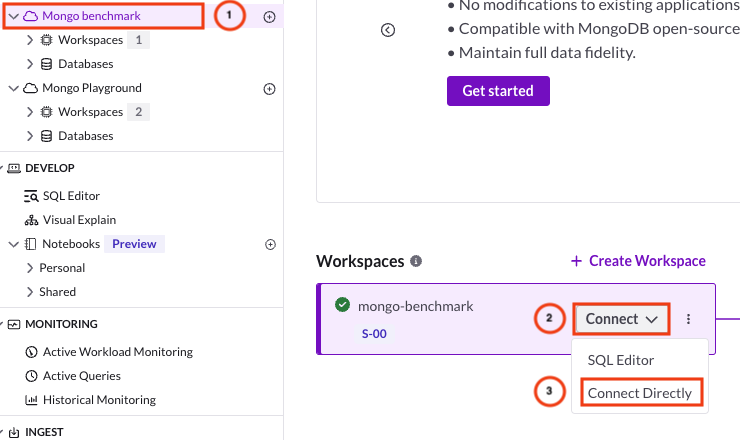 Mongo benchmark
1
Workspaces 1
Databases
Mongo Playground
Workspaces 2
Databases
DEVELOP
SQL Editor
Visual Explain
Notebooks Preview
Personal
Shared
MONITORING
Active Workload Monitoring
Active Queries
Historical Monitoring
INGEST
• No modifications to existing applications
• Compatible with MongoDB open-source
• Maintain full data fidelity.
Get started
Workspaces
+ Create Workspace
mongo-benchmark
S-00
2
Connect
SQL Editor
3
Connect Directly